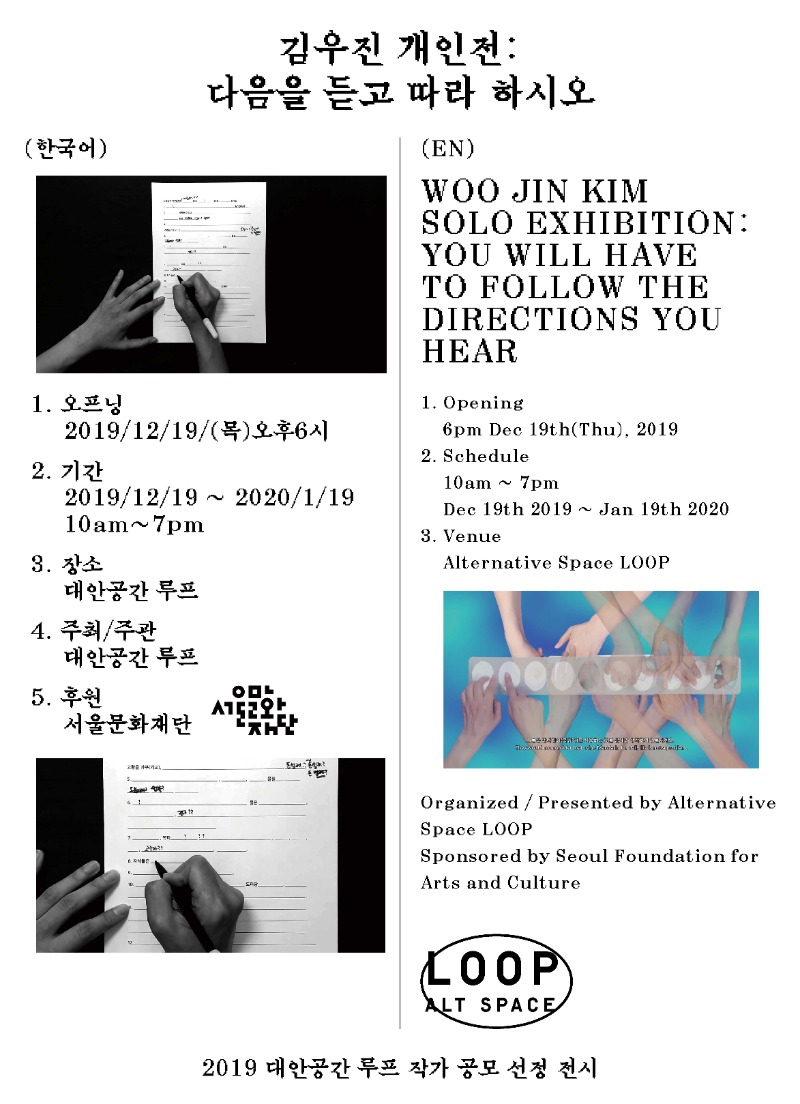 김우진 개인전:
다음을 듣고 따라 하시오
(한국어)
1. 오프닝
2019/12/19/(목)오후6시
2. 기간
2019/12/19 ~ 2020/1/19
10am~7pm
3. 장소
대안공간 루프
4. 주최/주관
대안공간 루프
5. 후원
서울문화재단
서울문화재단
(EN)
WOO JIN KIM
SOLO EXHIBITION:
YOU WILL HAVE
TO FOLLOW THE
DIRECTIONS YOU
HEAR
1. Opening
6pm Dec 19th(Thu), 2019
2. Schedule
10am ~ 7pm
Dec 19th 2019 ~ Jan 19th 2020
3. Venue
Alternative Space LOOP
Organized / Presented by Alternative
Space LOOP
Sponsored by Seoul Foundation for
Arts and Culture
LOOP
ALT SPACE
2019 대안공간 루프 작가 공모 선정 전시